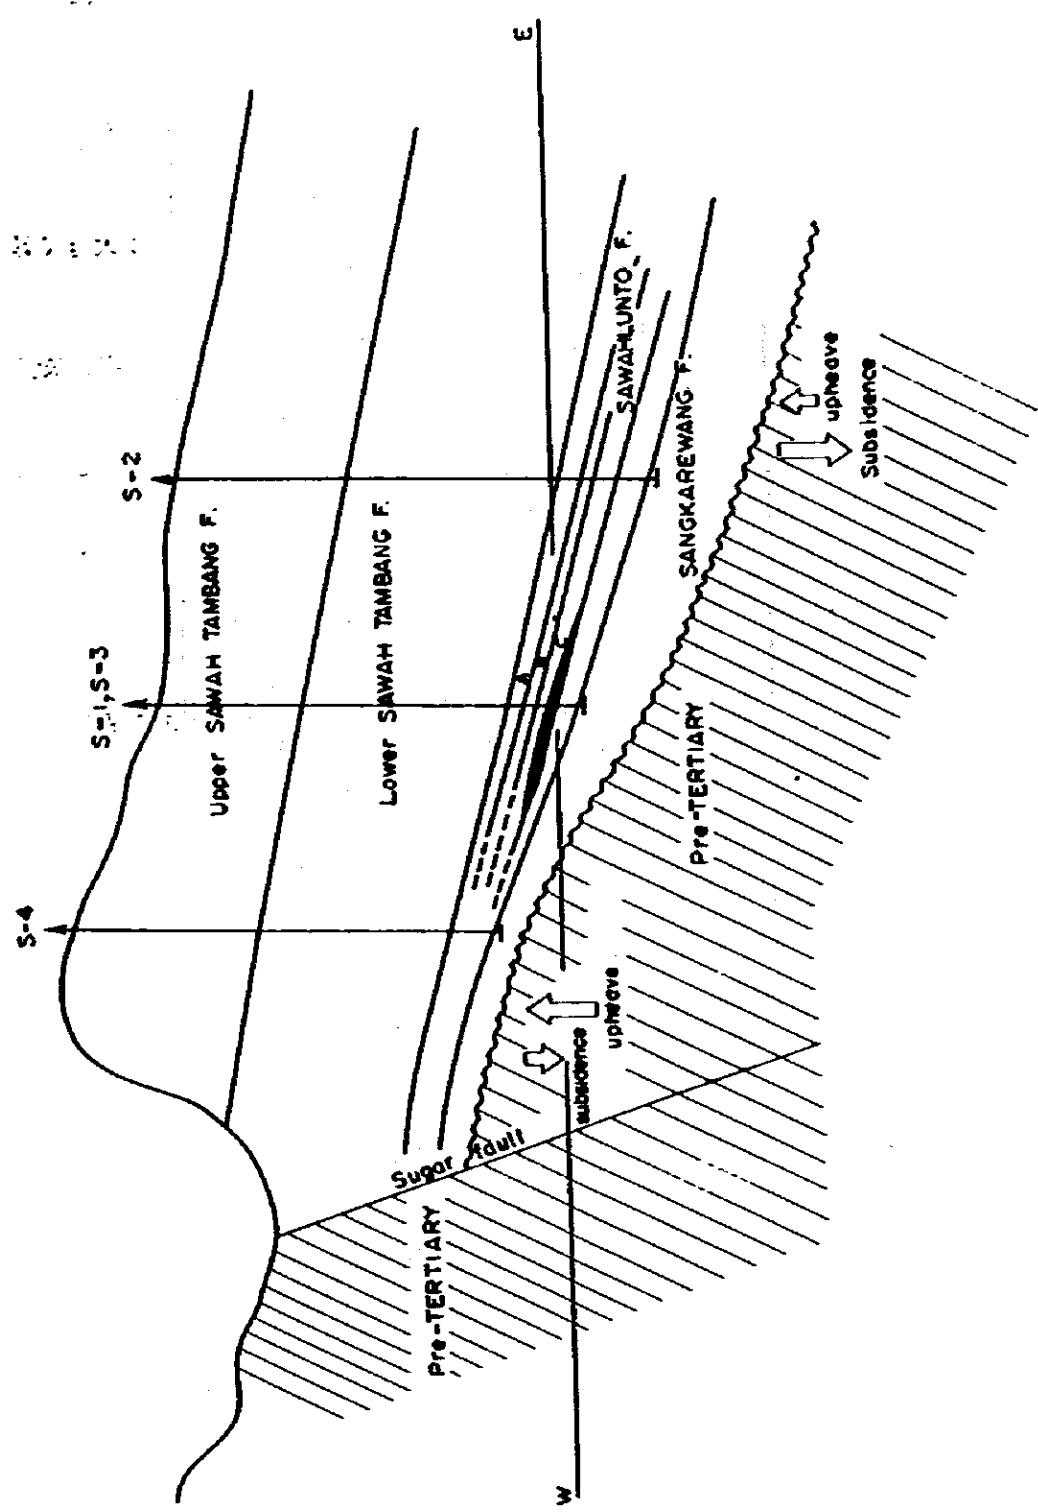 S-4
S-1, S-3
S-2
Upper SAWAH TAMBANG F.
Lower SAWAH TAMBANG F.
W
E
A
B
C
SAWAHLUNTO F.
SANGKAREWANG F.
Sugar fault
Pre-TERTIARY
Pre-TERTIARY
subsidence
upheave
upheave
Subsidence